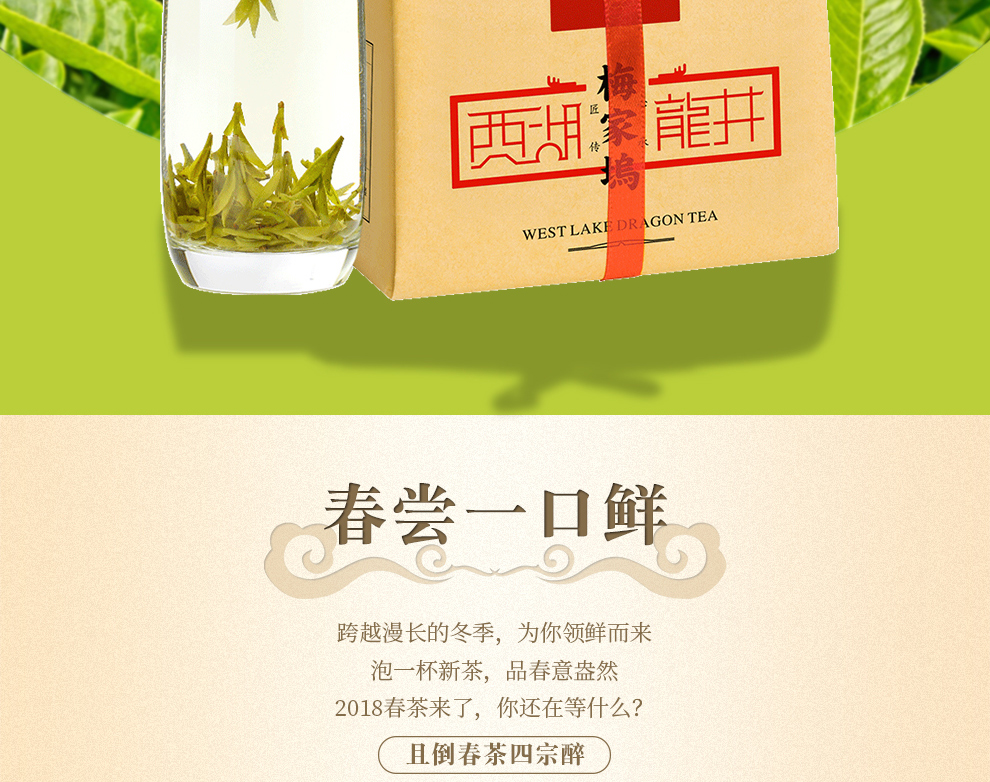 梅家坞
西湖
龍井
匠
传
WEST LAKE DRAGON TEA
春尝一口鲜
跨越漫长的冬季，为你领鲜而来
泡一杯新茶，品春意盎然
2018春茶来了，你还在等什么？
且倒春茶四宗醉